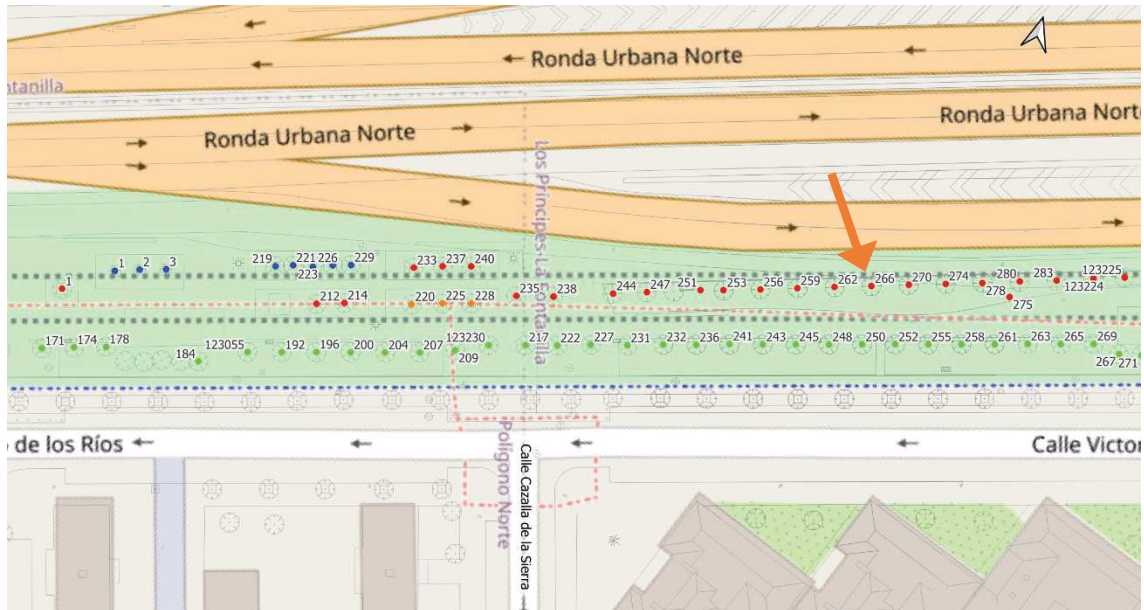 Ronda Urbana Norte
ntanilla
Ronda Urbana Norte
Ronda Urbana Nort
Los Príncipes-La Fontanilla
1 2 3 219 221 226 229 233 237 240
223
1
212 214 220 225 228 235 238 244 247 251 253 256 259 262 266 270 274 280 283 123225
278 123224
275
171 174 178 184 123055 192 196 200 204 207 123230 217 222 227 231 232 236 241 243 245 248 250 252 255 258 261 263 265 269
209
267 271
o de los Ríos
Polígono Norte
Calle Cazalla de la Sierra
Calle Victor